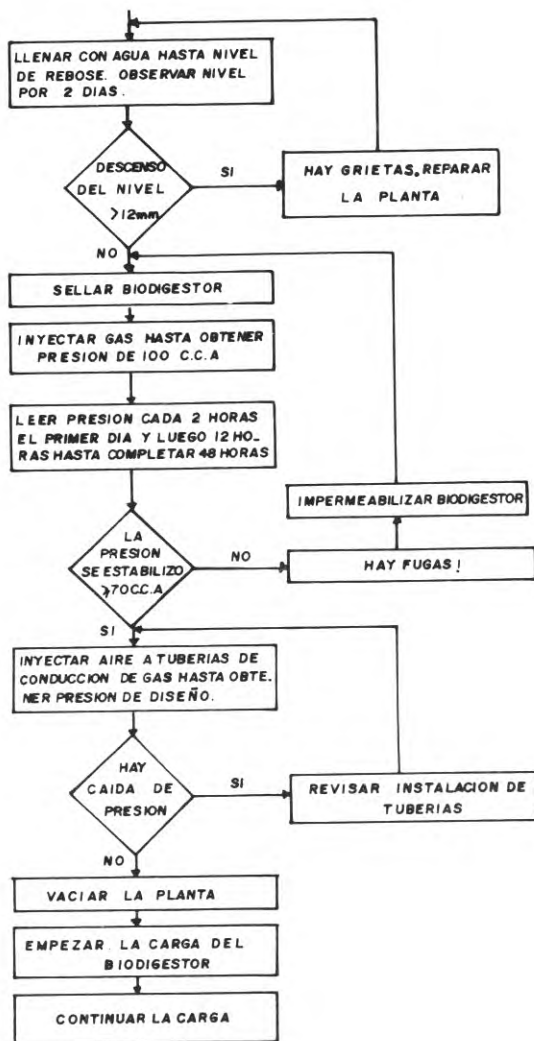 LLENAR CON AGUA HASTA NIVEL
DE REBOSE. OBSERVAR NIVEL
POR 2 DIAS.
DESCENSO
DEL NIVEL
>12mm
SI
HAY GRIETAS, REPARAR
LA PLANTA
NO
SELLAR BIODIGESTOR
INYECTAR GAS HASTA OBTENER
PRESION DE 100 C.C.A
LEER PRESION CADA 2 HORAS
EL PRIMER DIA Y LUEGO 12 HO_
RAS HASTA COMPLETAR 48 HORAS
IMPERMEABILIZAR BIODIGESTOR
LA
PRESION
SE ESTABILIZO
⩾70 C.C.A
NO
HAY FUGAS!
SI
INYECTAR AIRE A TUBERIAS DE
CONDUCCION DE GAS HASTA OBTE.
NER PRESION DE DISEÑO.
HAY
CAIDA DE
PRESION
SI
REVISAR INSTALACION DE
TUBERIAS
NO
VACIAR LA PLANTA
EMPEZAR. LA CARGA DEL
BIODIGESTOR
CONTINUAR LA CARGA